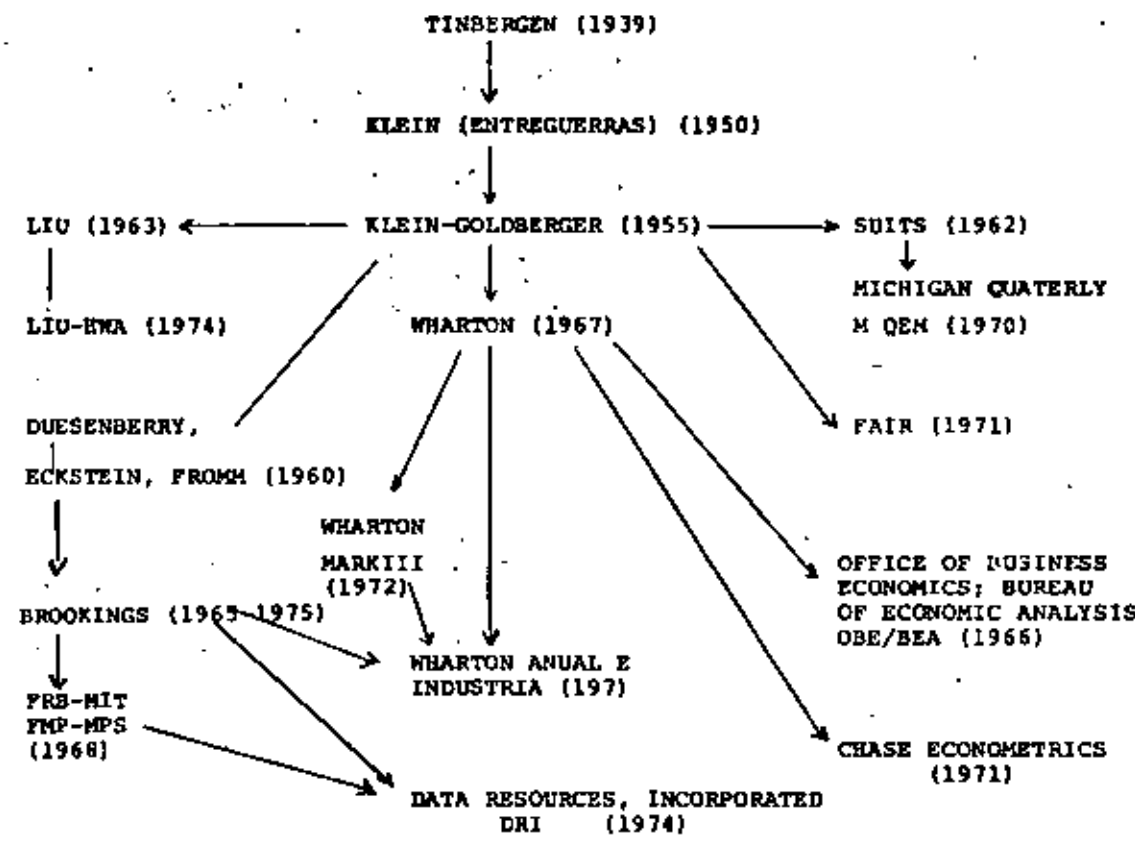 TINBERGEN (1939)
KLEIN (ENTREGUERRAS) (1950)
LIU (1963)
KLEIN-GOLDBERGER (1955)
SUITS (1962)
MICHIGAN QUATERLY
LIU-HWA (1974)
WHARTON (1967)
M QEM (1970)
DUESENBERRY,
FAIR (1971)
ECKSTEIN, FROMM (1960)
WHARTON
MARKIII
(1972)
OFFICE OF BUSINESS
ECONOMICS; BUREAU
OF ECONOMIC ANALYSIS
OBE/BEA (1966)
BROOKINGS (1965-1975)
WHARTON ANUAL E
INDUSTRIA (197)
FRB-MIT
FMP-MPS
(1968)
CHASE ECONOMETRICS
(1971)
DATA RESOURCES, INCORPORATED
DRI (1974)